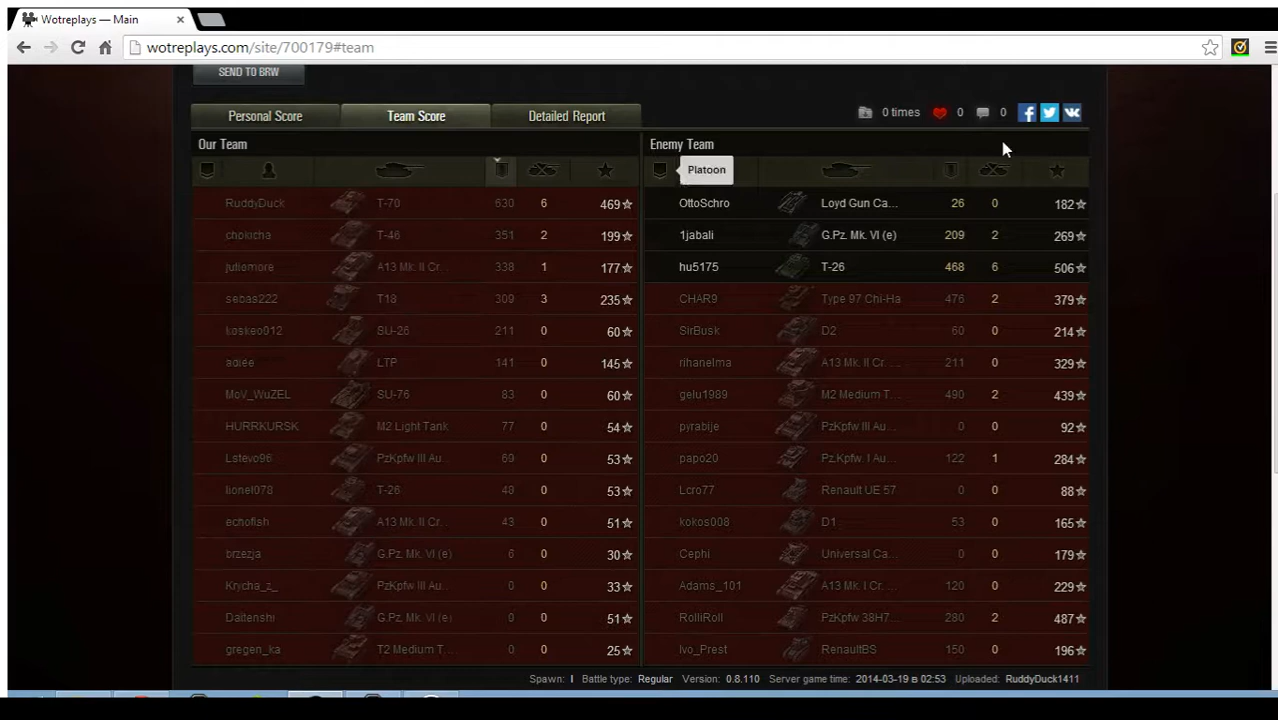 Wotreplays — Main
wotreplays.com/site/700179#team
SEND TO BRW
Personal Score Team Score Detailed Report 0 times 0 0
Our Team Enemy Team
Platoon
RuddyDuck T-70 630 6 469 OttoSchro Loyd Gun Ca... 26 0 182
chokicha T-46 351 2 199 1jabali G.Pz. Mk. VI (e) 209 2 269
jutiemore A13 Mk. II Cr... 338 1 177 hu5175 T-26 468 6 506
sebas222 T18 309 3 235 CHAR9 Type 97 Chi-Ha 476 2 379
koskeo012 SU-26 211 0 60 SirBusk D2 60 0 214
adiee LTP 141 0 145 rihanelma A13 Mk. II Cr... 211 0 329
MoV_WuZEL SU-76 83 0 60 gelu1989 M2 Medium T... 490 2 439
HURRKURSK M2 Light Tank 77 0 54 pyrabije PzKpfw III Au... 0 0 92
Lstevo96 PzKpfw III Au... 69 0 53 papo20 Pz.Kpfw. I Au... 122 1 284
lionel078 T-26 48 0 53 Lcro77 Renault UE 57 0 0 88
echofish A13 Mk. II Cr... 43 0 51 kokos008 D1 53 0 165
brzezja G.Pz. Mk. VI (e) 6 0 30 Cephi Universal Ca... 0 0 179
Krycha_z_ PzKpfw III Au... 0 0 33 Adams_101 A13 Mk. I Cr... 120 0 229
Daitenshi G.Pz. Mk. VI (e) 0 0 51 RolliRoll PzKpfw 38H7... 280 2 487
gregen_ka T2 Medium T... 0 0 25 Ivo_Prest RenaultBS 150 0 196
Spawn: I Battle type: Regular Version: 0.8.110 Server game time: 2014-03-19 в 02:53 Uploaded: RuddyDuck1411